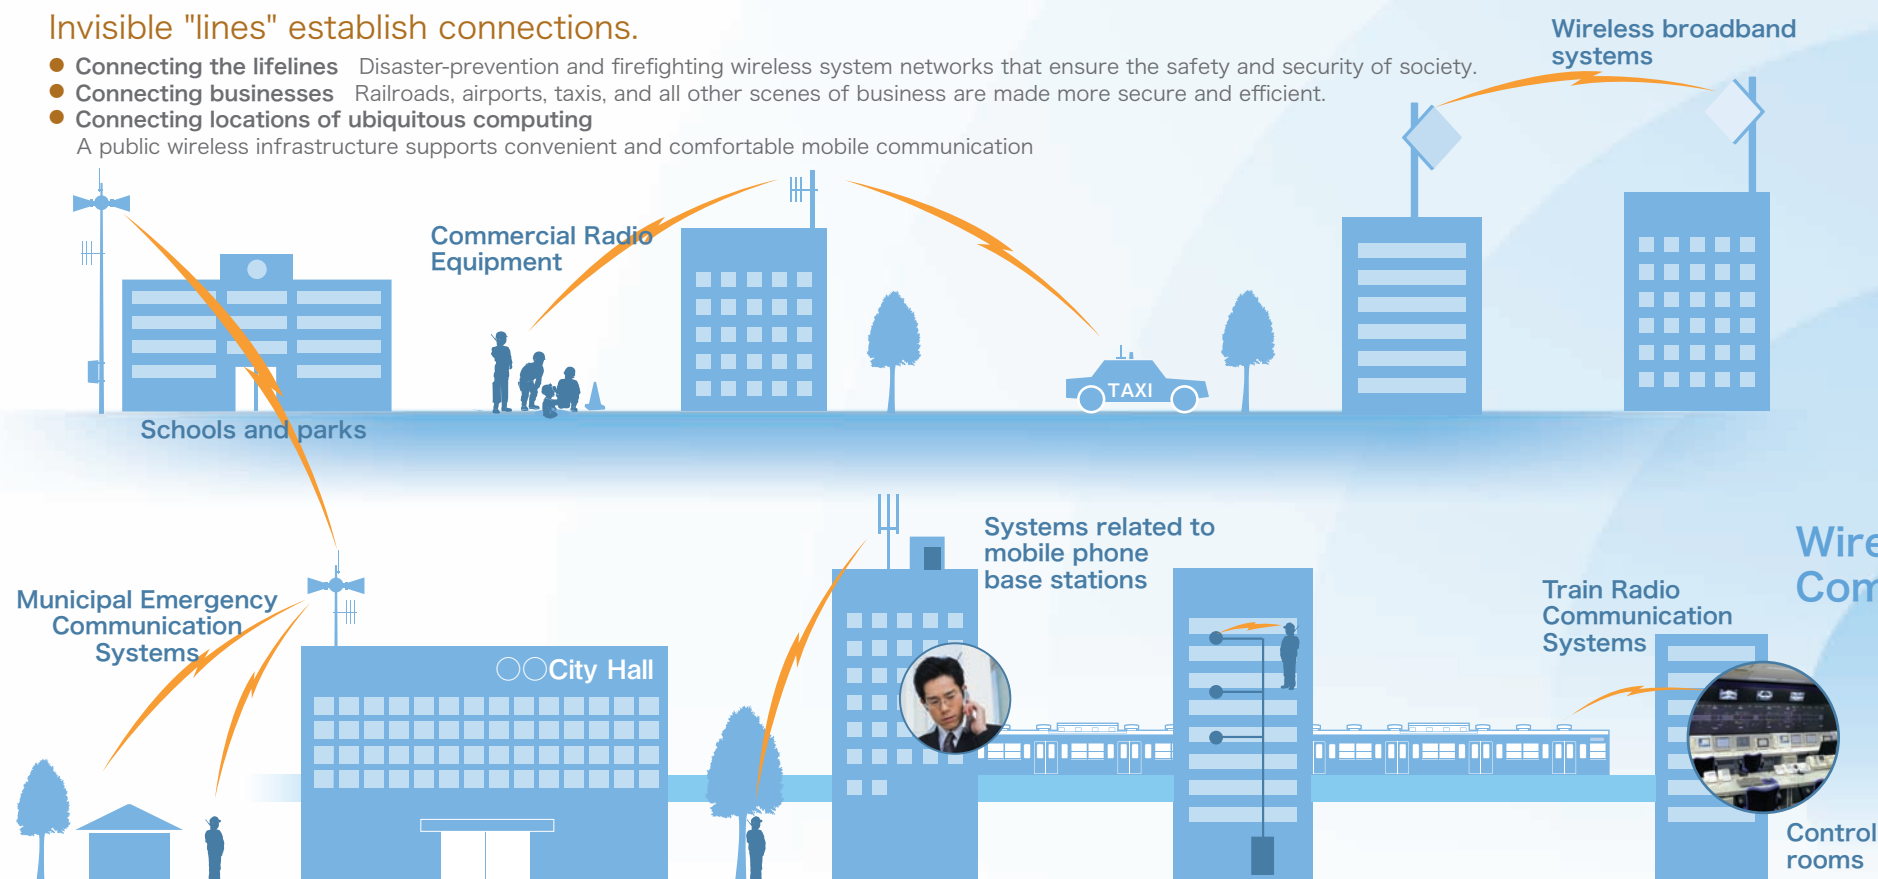 Invisible "lines" establish connections.
● Connecting the lifelines Disaster-prevention and firefighting wireless system networks that ensure the safety and security of society.
● Connecting businesses Railroads, airports, taxis, and all other scenes of business are made more secure and efficient.
● Connecting locations of ubiquitous computing
A public wireless infrastructure supports convenient and comfortable mobile communication
Wireless broadband
systems
Commercial Radio
Equipment
TAXI
Schools and parks
Municipal Emergency
Communication
Systems
○○City Hall
Systems related to
mobile phone
base stations
Train Radio
Communication
Systems
Wire
Com
Control
rooms